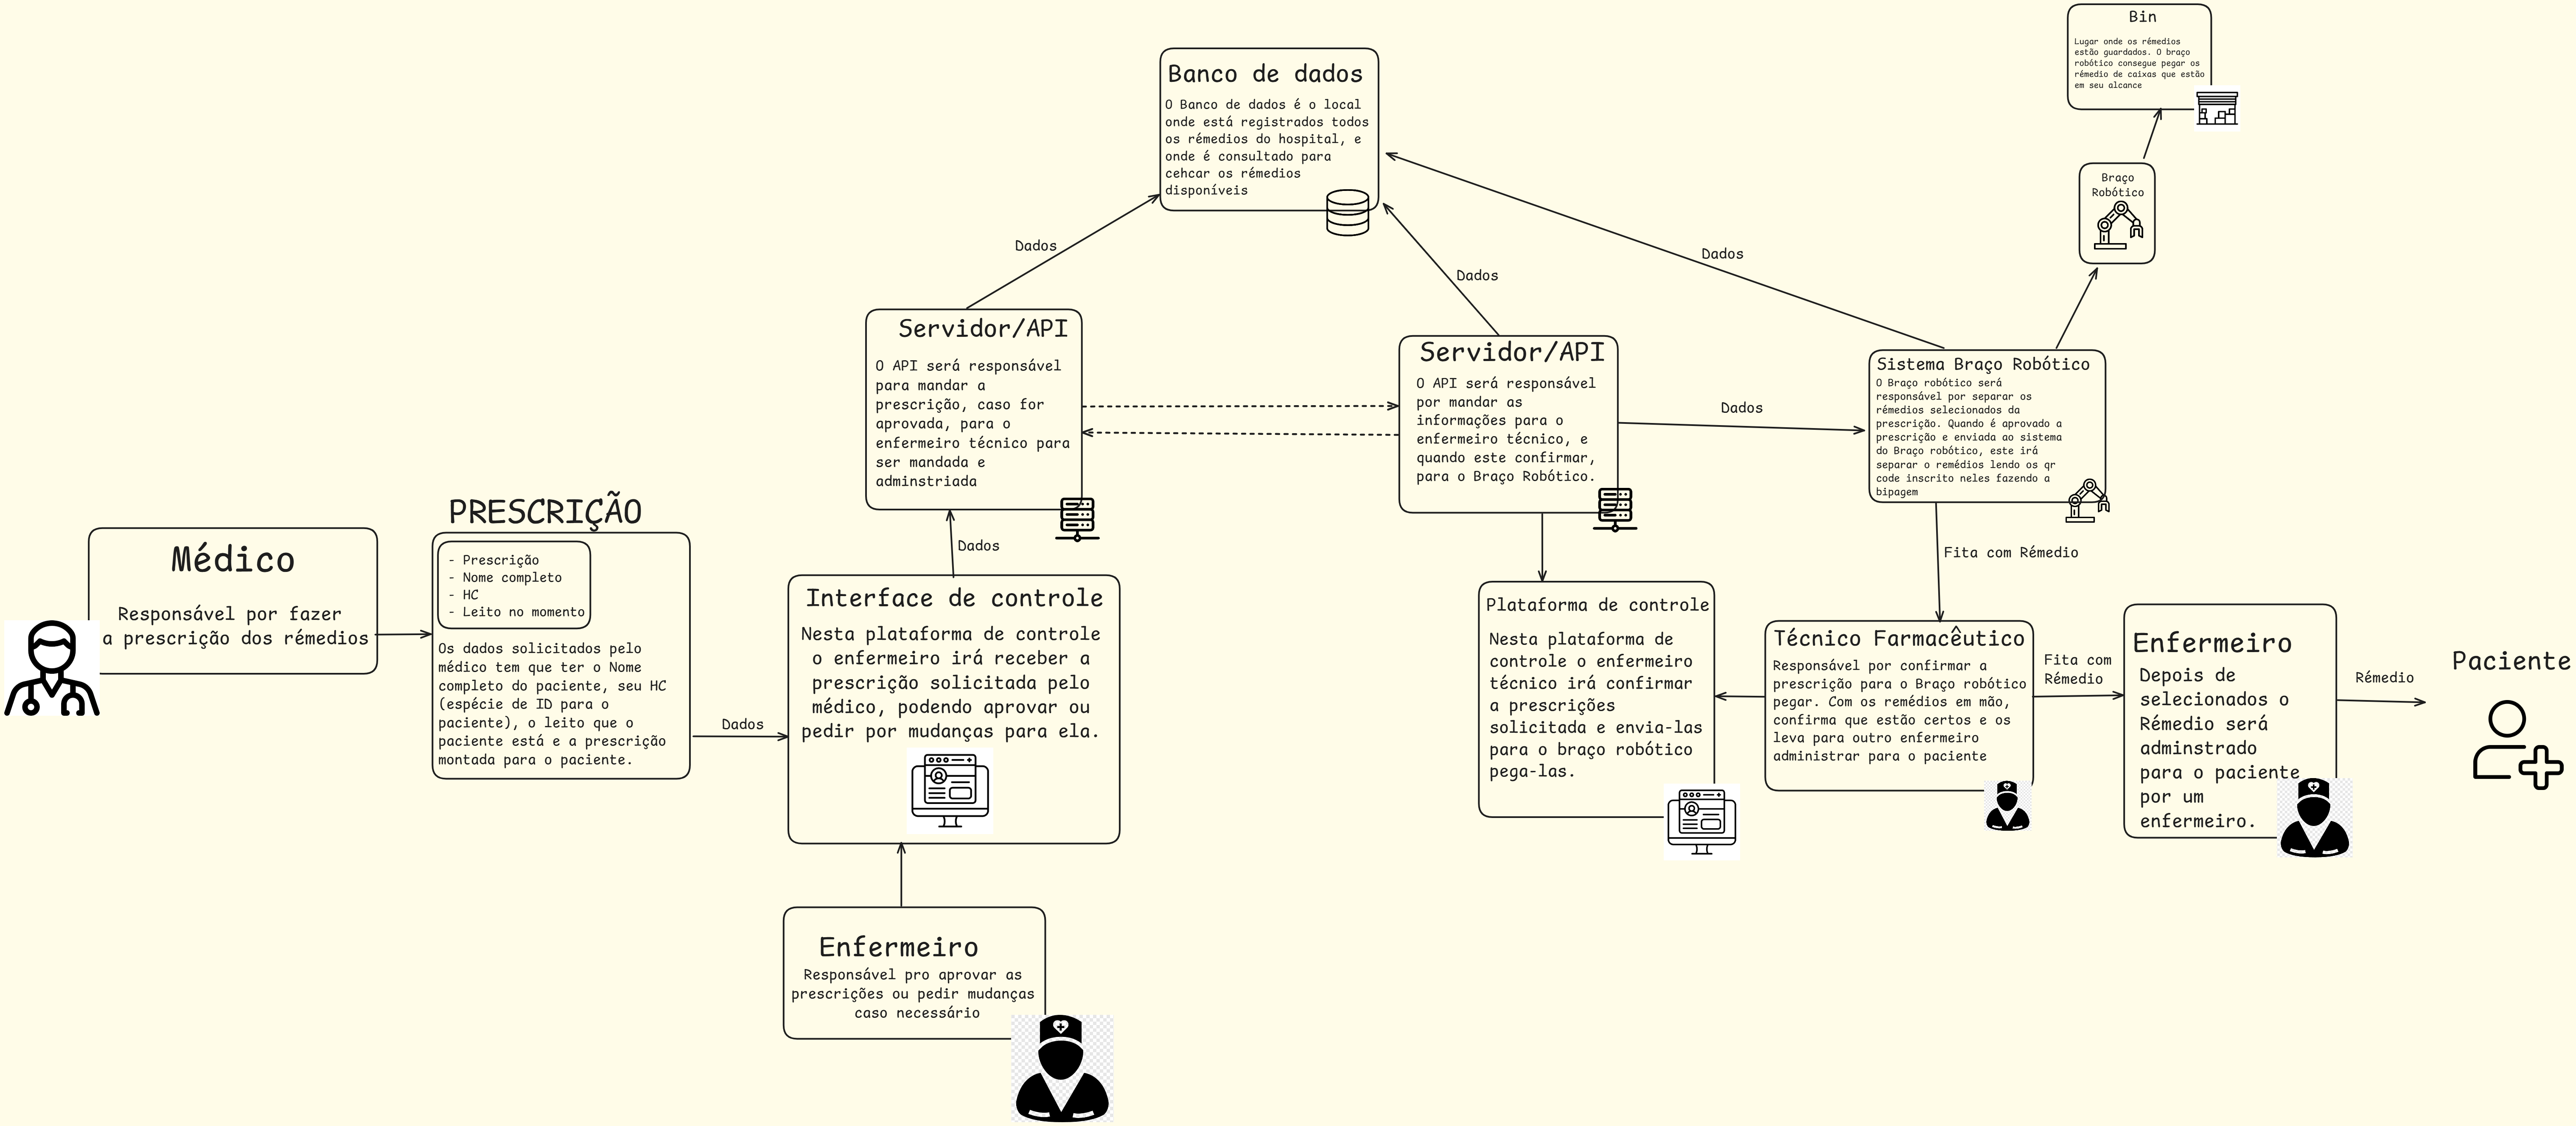 Médico
Responsável por fazer
a prescrição dos rémedios
PRESCRIÇÃO
- Prescrição
- Nome completo
- HC
- Leito no momento
Os dados solicitados pelo
médico tem que ter o Nome
completo do paciente, seu HC
(espécie de ID para o
paciente), o leito que o
paciente está e a prescrição
montada para o paciente.
Dados
Interface de controle
Nesta plataforma de controle
o enfermeiro irá receber a
prescrição solicitada pelo
médico, podendo aprovar ou
pedir por mudanças para ela.
Enfermeiro
Responsável pro aprovar as
prescrições ou pedir mudanças
caso necessário
Dados
Servidor/API
O API será responsável
para mandar a
prescrição, caso for
aprovada, para o
enfermeiro técnico para
ser mandada e
adminstriada
Dados
Banco de dados
O Banco de dados é o local
onde está registrados todos
os rémedios do hospital, e
onde é consultado para
cehcar os rémedios
disponíveis
Dados
Dados
Servidor/API
O API será responsável
por mandar as
informações para o
enfermeiro técnico, e
quando este confirmar,
para o Braço Robótico.
Dados
Sistema Braço Robótico
O Braço robótico será
responsável por separar os
rémedios selecionados da
prescrição. Quando é aprovado a
prescrição e enviada ao sistema
do Braço robótico, este irá
separar o remédios lendo os qr
code inscrito neles fazendo a
bipagem
Braço
Robótico
Bin
Lugar onde os rémedios
estão guardados. O braço
robótico consegue pegar os
rémedio de caixas que estão
em seu alcance
Fita com Rémedio
Plataforma de controle
Nesta plataforma de
controle o enfermeiro
técnico irá confirmar
a prescrições
solicitada e envia-las
para o braço robótico
pega-las.
Técnico Farmacêutico
Responsável por confirmar a
prescrição para o Braço robótico
pegar. Com os remédios em mão,
confirma que estão certos e os
leva para outro enfermeiro
administrar para o paciente
Fita com
Rémedio
Enfermeiro
Depois de
selecionados o
Rémedio será
adminstrado
para o paciente
por um
enfermeiro.
Rémedio
Paciente